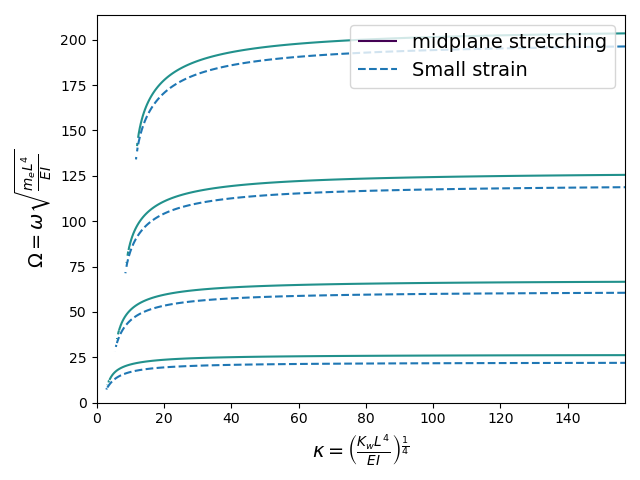 midplane stretching
Small strain
200
175
150
125
100
75
50
25
0
0 20 40 60 80 100 120 140
Ω = ω√(mₑL⁴/EI)
κ = (K_wL⁴/EI)^¼